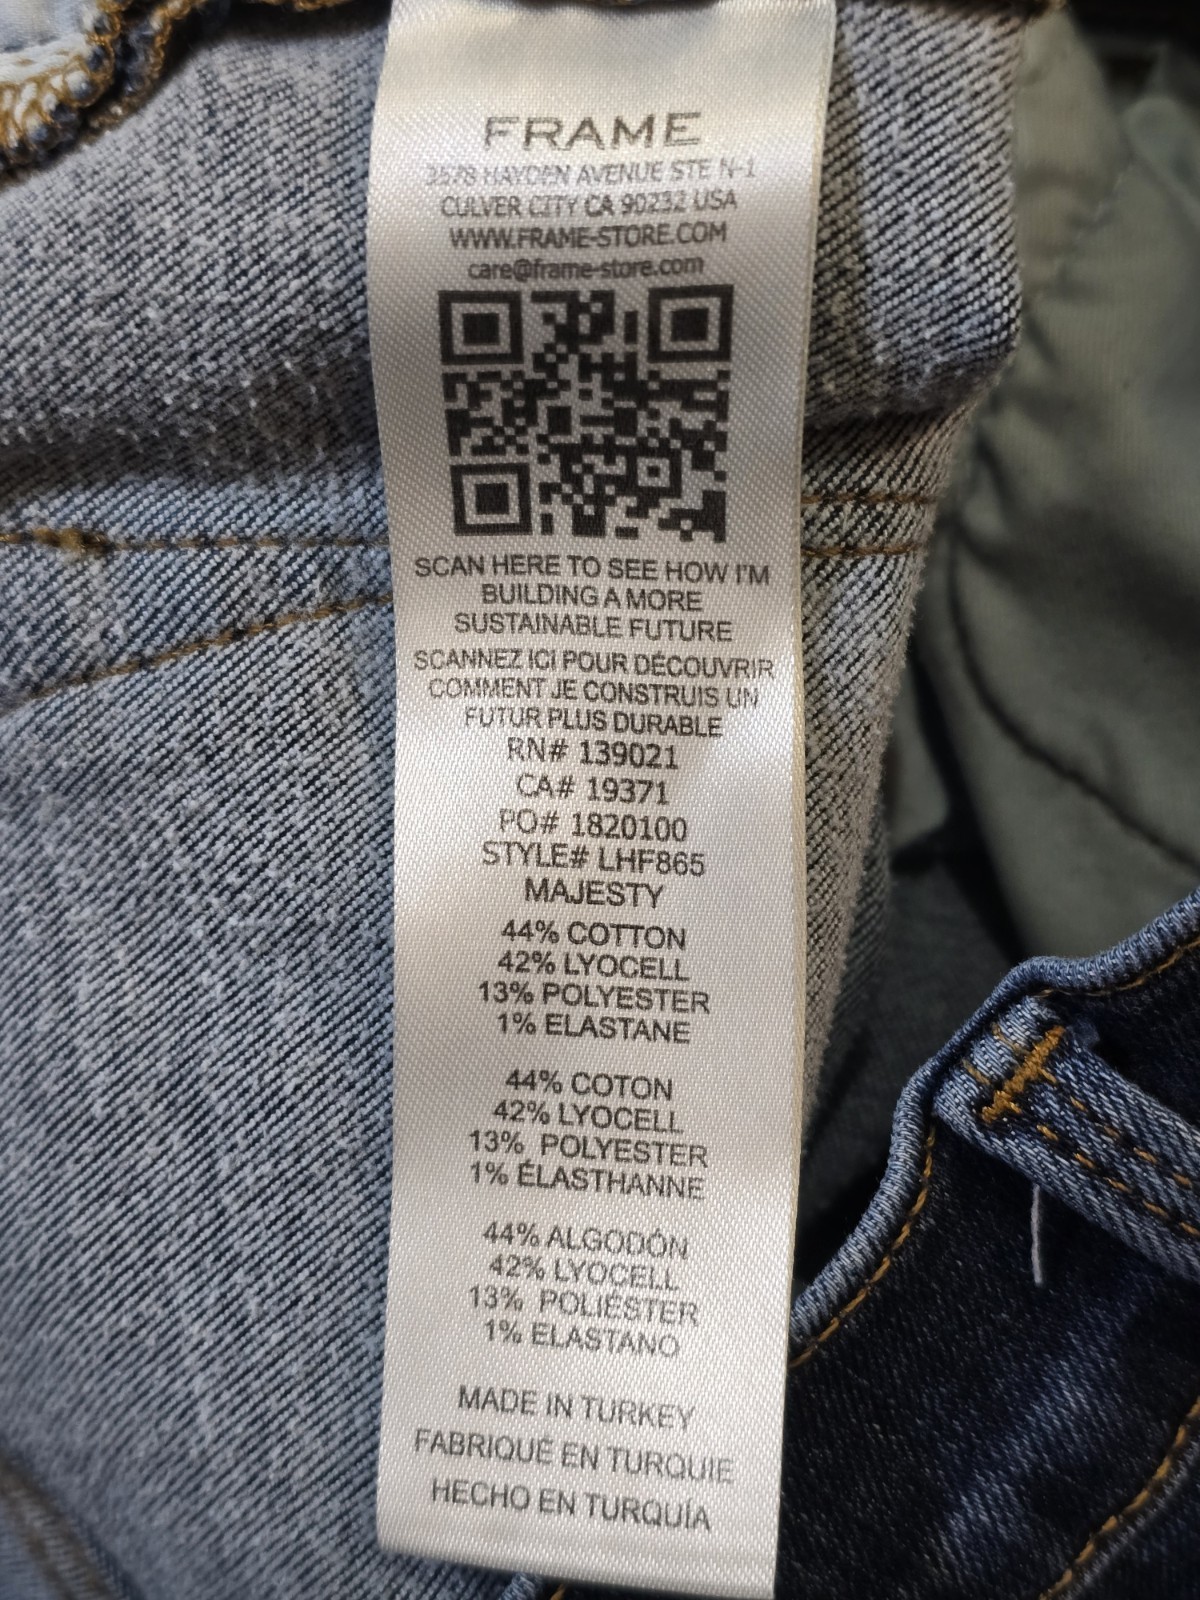 FRAME
3578 HAYDEN AVENUE STE N-1
CULVER CITY CA 90232 USA
WWW.FRAME-STORE.COM
care@frame-store.com
SCAN HERE TO SEE HOW I'M
BUILDING A MORE
SUSTAINABLE FUTURE
SCANNEZ ICI POUR DÉCOUVRIR
COMMENT JE CONSTRUIS UN
FUTUR PLUS DURABLE
RN# 139021
CA# 19371
PO# 1820100
STYLE# LHF865
MAJESTY
44% COTTON
42% LYOCELL
13% POLYESTER
1% ELASTANE
44% COTON
42% LYOCELL
13% POLYESTER
1% ÉLASTHANNE
44% ALGODÓN
42% LYOCELL
13% POLIÉSTER
1% ELASTANO
MADE IN TURKEY
FABRIQUÉ EN TURQUIE
HECHO EN TURQUÍA